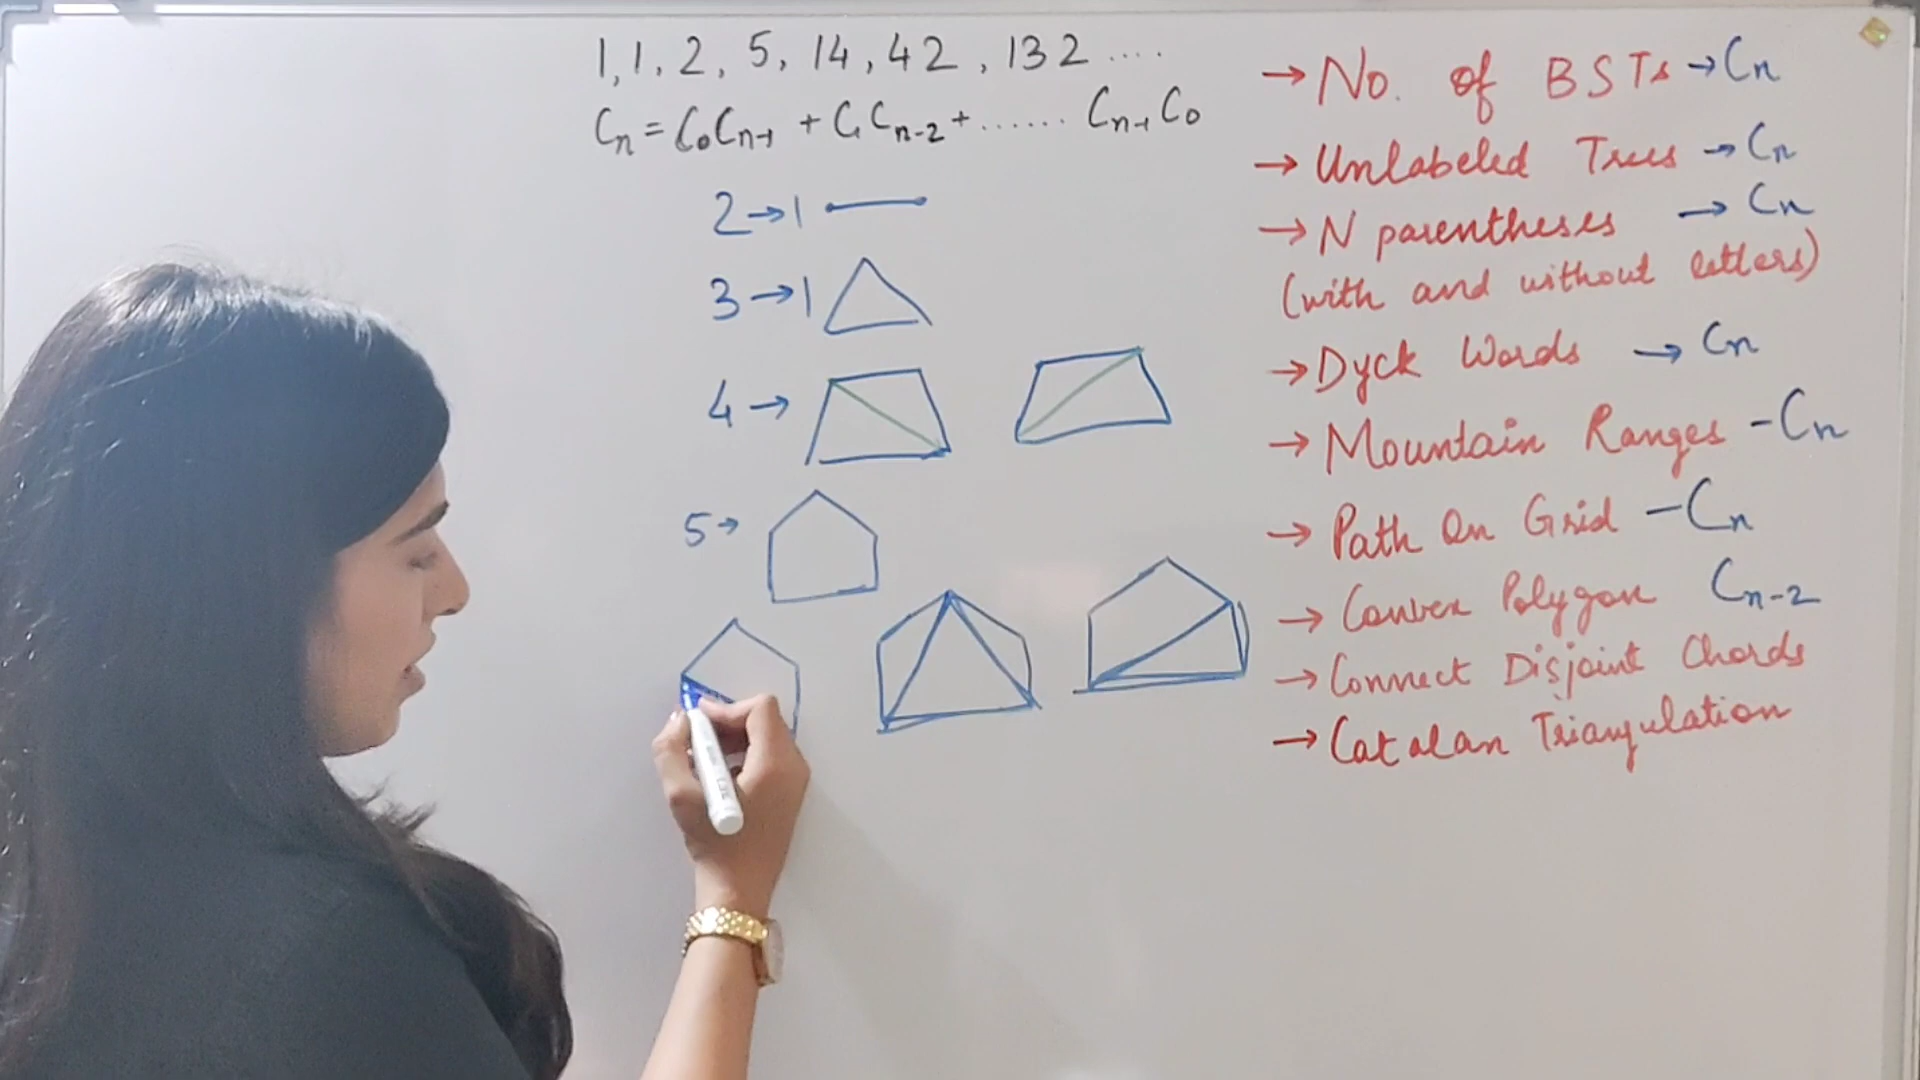 1, 1, 2, 5, 14, 42, 132 ....
Cn = C0Cn-1 + C1Cn-2 + ...... Cn-1C0
2 → 1
3 → 1
4 →
5 →
→ No. of BSTs → Cn
→ Unlabeled Trees → Cn
→ N parentheses → Cn
(with and without letters)
→ Dyck Words → Cn
→ Mountain Ranges - Cn
→ Path On Grid - Cn
→ Convex Polygon Cn-2
→ Connect Disjoint Chords
→ Catalan Triangulation